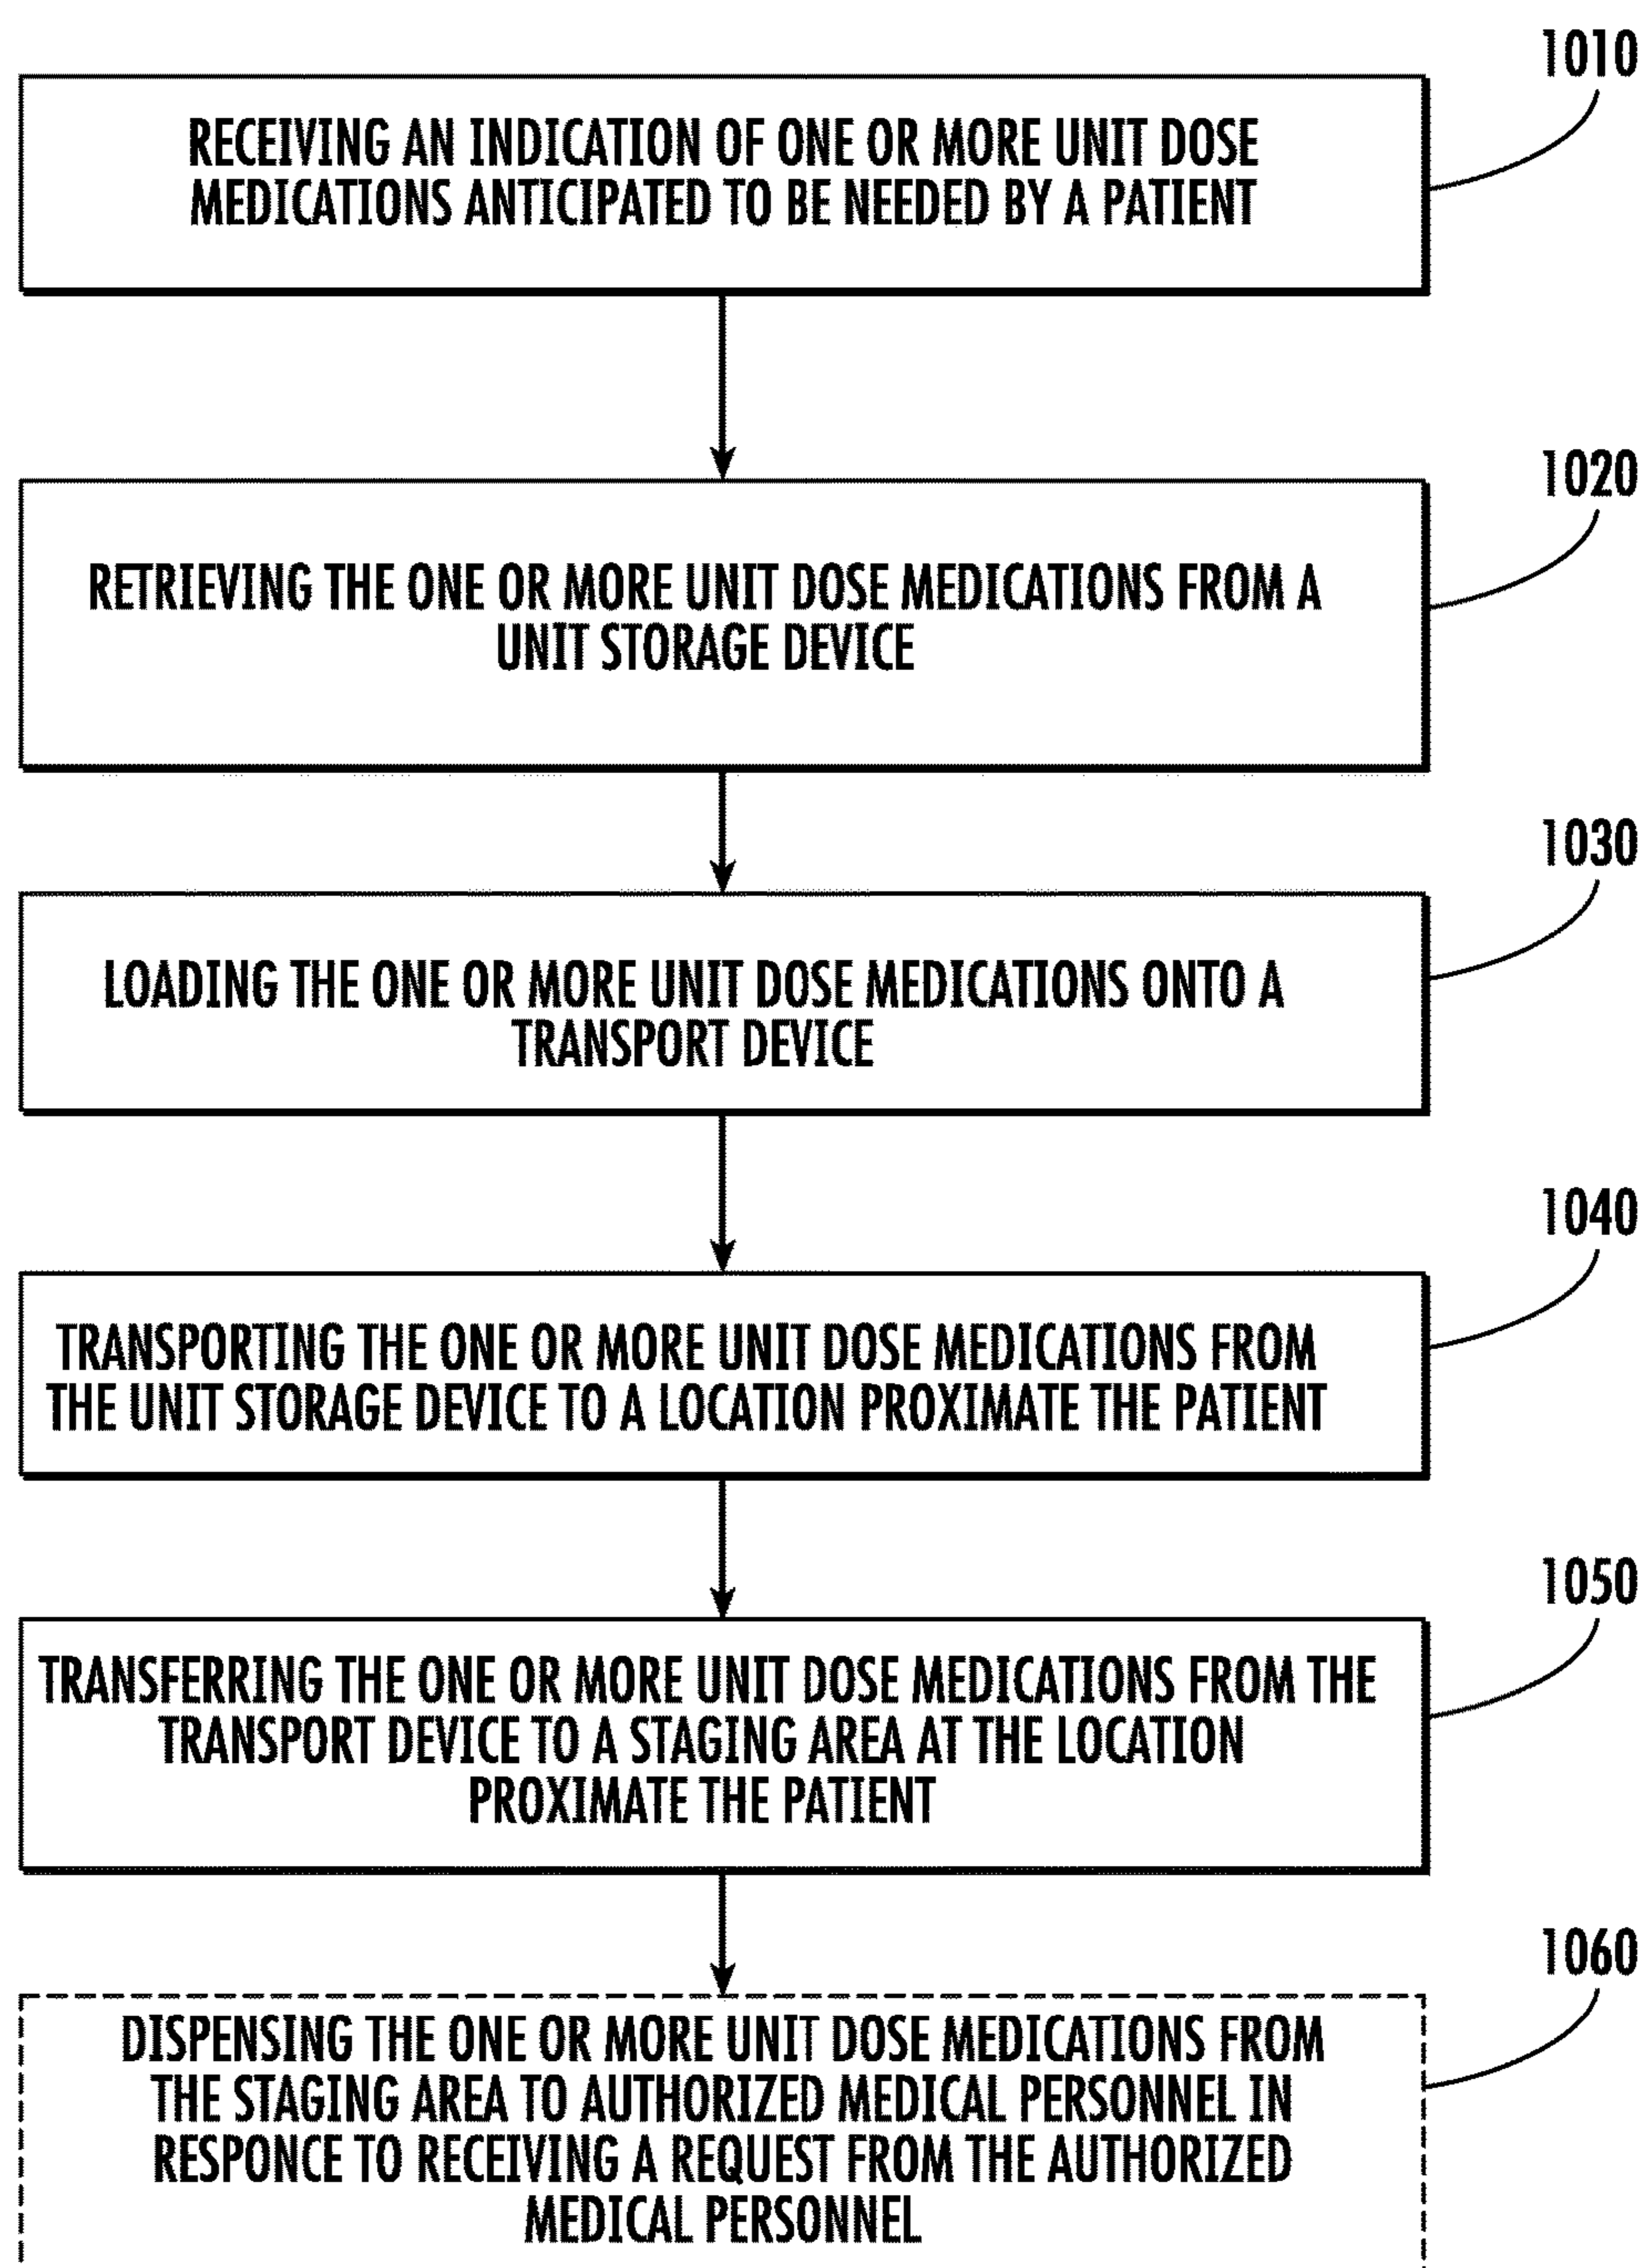 1010
RECEIVING AN INDICATION OF ONE OR MORE UNIT DOSE
MEDICATIONS ANTICIPATED TO BE NEEDED BY A PATIENT
1020
RETRIEVING THE ONE OR MORE UNIT DOSE MEDICATIONS FROM A
UNIT STORAGE DEVICE
1030
LOADING THE ONE OR MORE UNIT DOSE MEDICATIONS ONTO A
TRANSPORT DEVICE
1040
TRANSPORTING THE ONE OR MORE UNIT DOSE MEDICATIONS FROM
THE UNIT STORAGE DEVICE TO A LOCATION PROXIMATE THE PATIENT
1050
TRANSFERRING THE ONE OR MORE UNIT DOSE MEDICATIONS FROM THE
TRANSPORT DEVICE TO A STAGING AREA AT THE LOCATION
PROXIMATE THE PATIENT
1060
DISPENSING THE ONE OR MORE UNIT DOSE MEDICATIONS FROM
THE STAGING AREA TO AUTHORIZED MEDICAL PERSONNEL IN
RESPONCE TO RECEIVING A REQUEST FROM THE AUTHORIZED
MEDICAL PERSONNEL